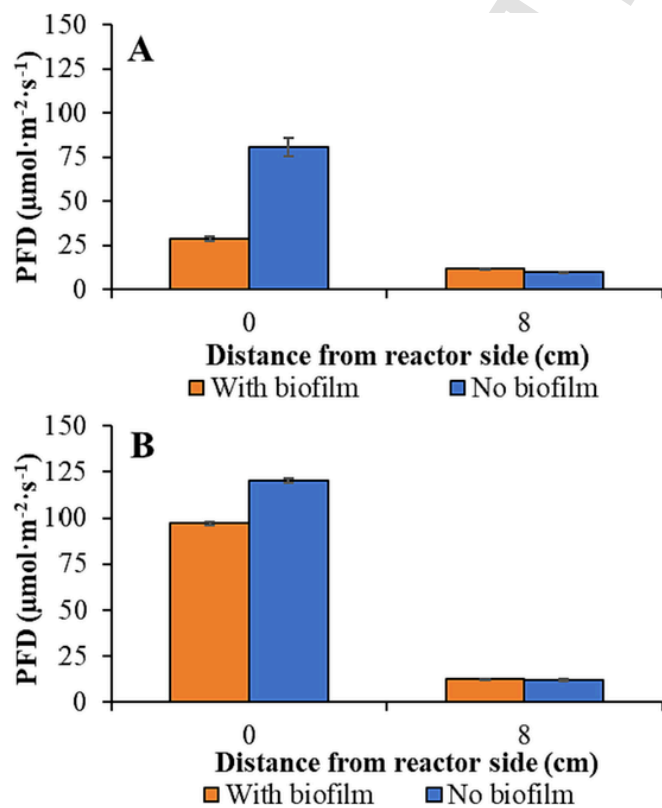 A
PFD (µmol·m⁻²·s⁻¹)
150
125
100
75
50
25
0
0 8
Distance from reactor side (cm)
With biofilm No biofilm
B
PFD (µmol·m⁻²·s⁻¹)
150
125
100
75
50
25
0
0 8
Distance from reactor side (cm)
With biofilm No biofilm